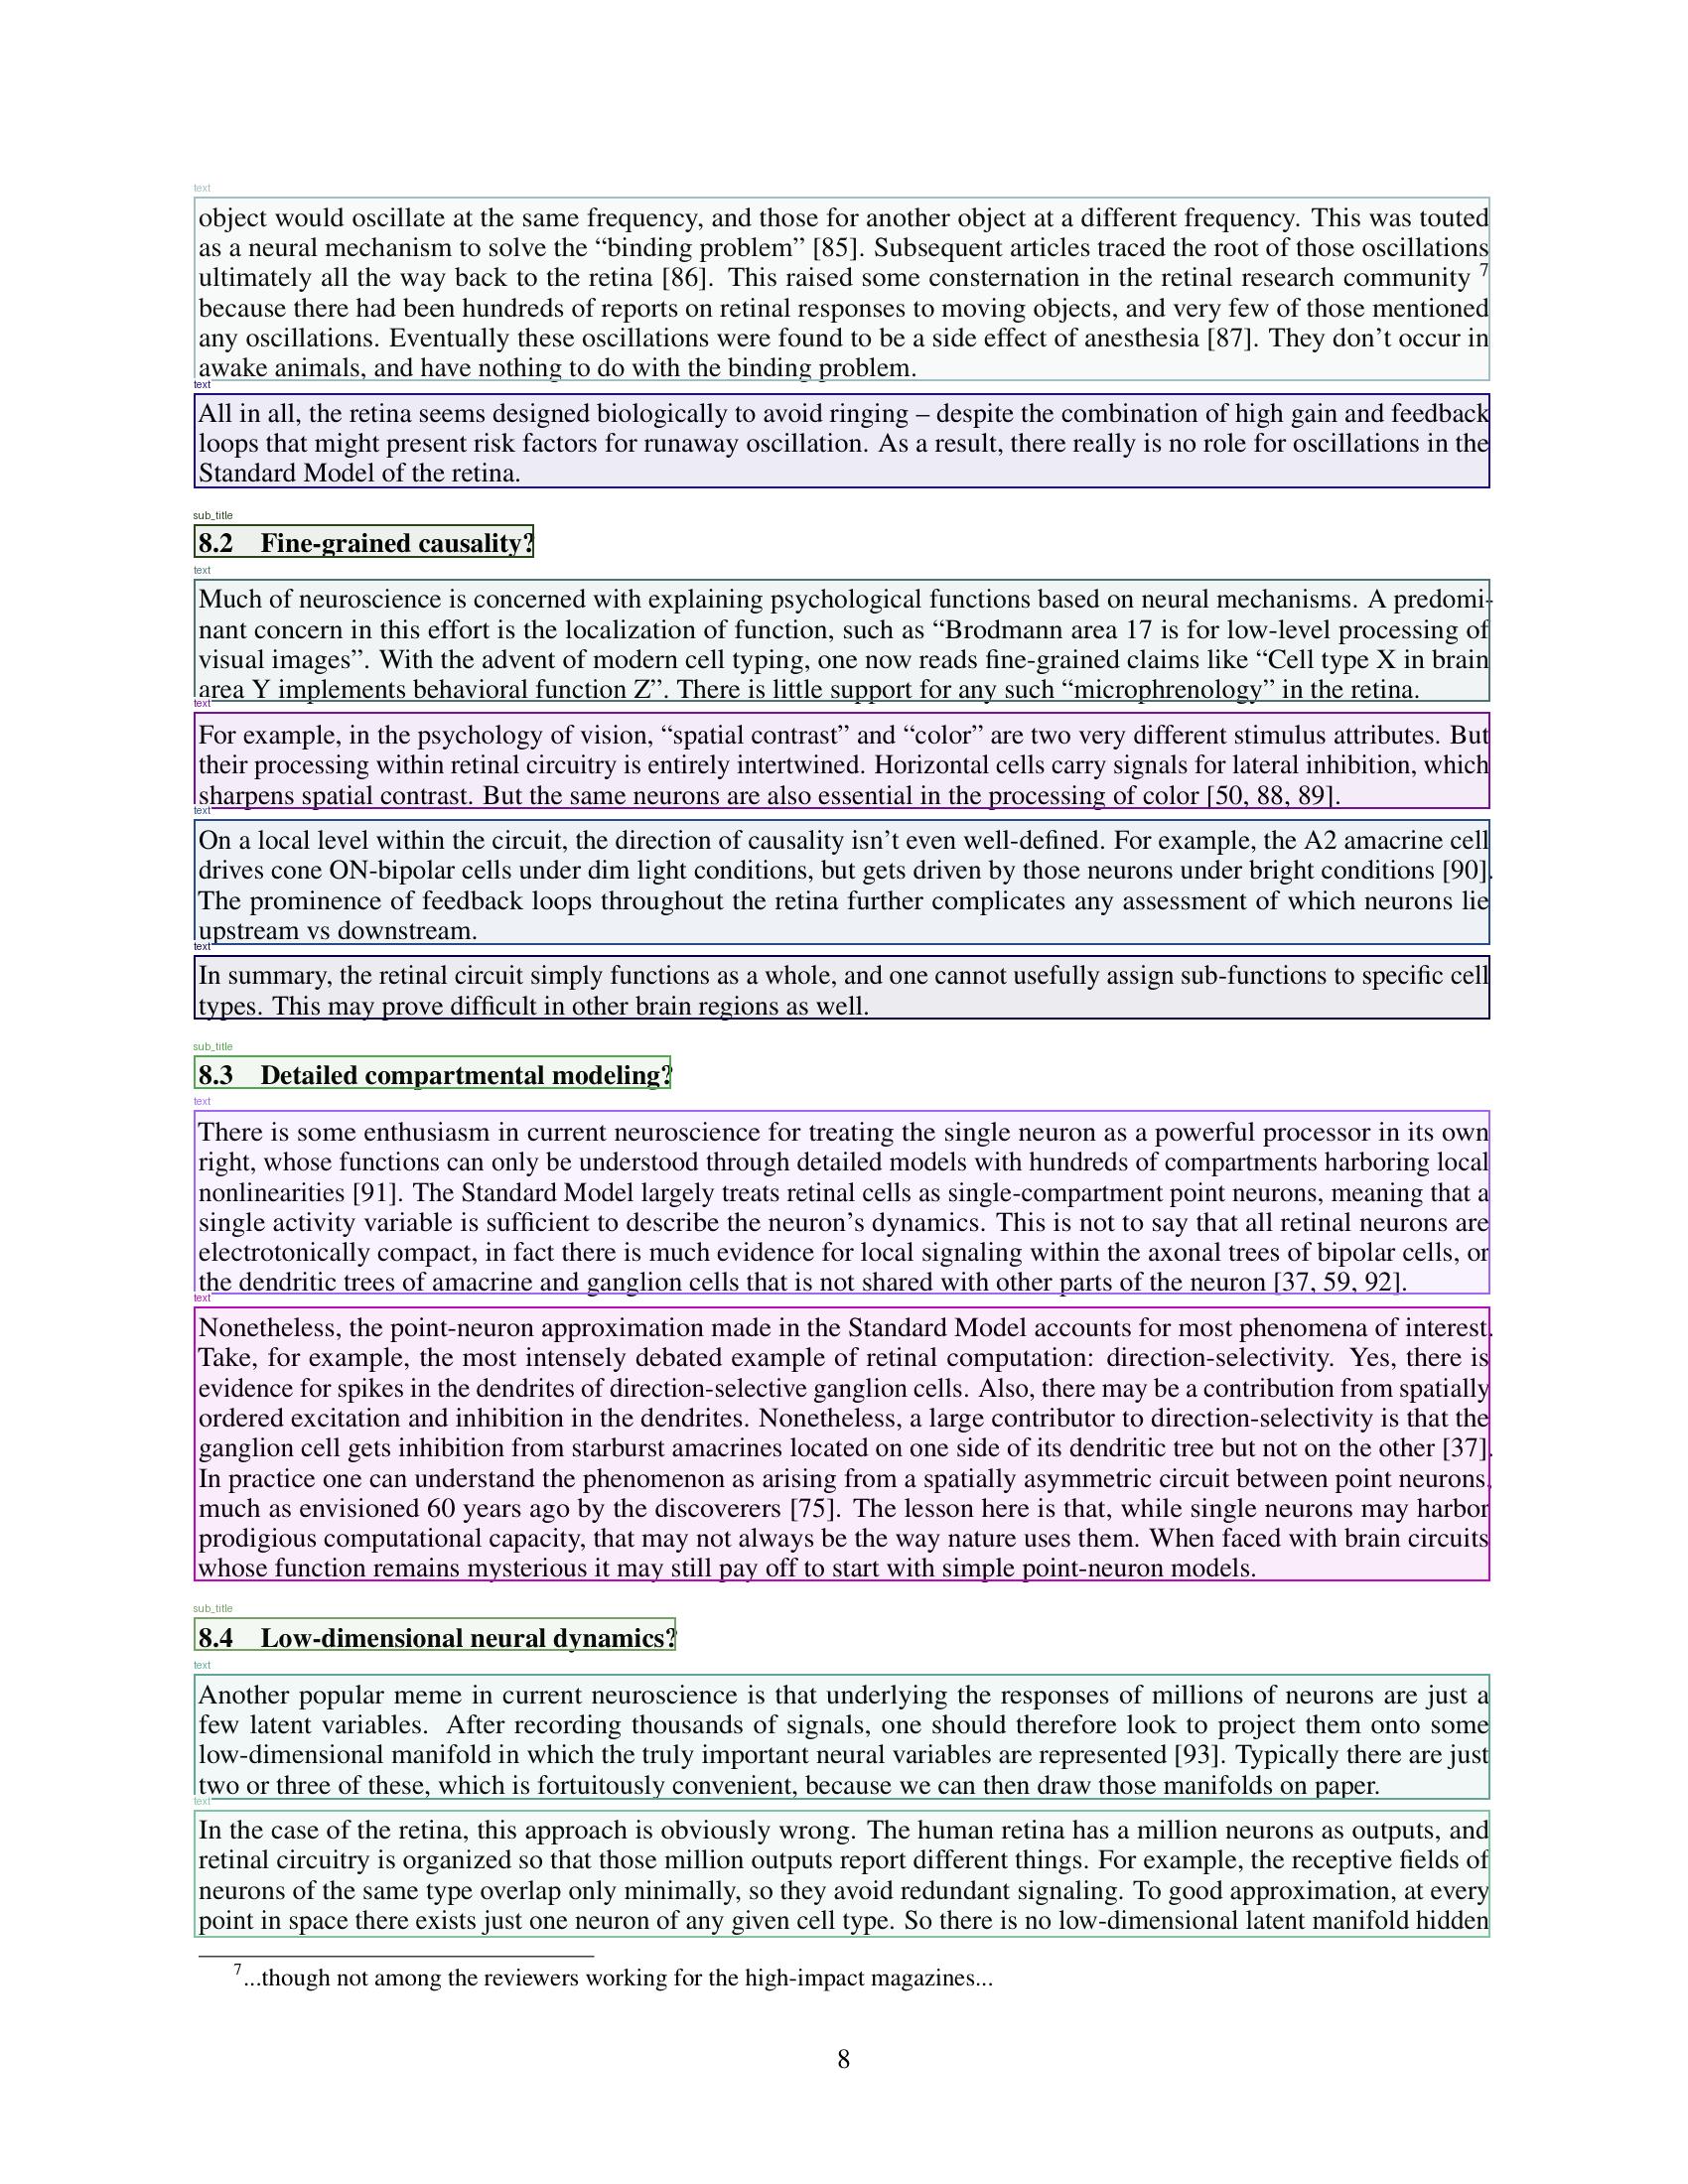 text
object would oscillate at the same frequency, and those for another object at a different frequency. This was touted
as a neural mechanism to solve the “binding problem” [85]. Subsequent articles traced the root of those oscillations
ultimately all the way back to the retina [86]. This raised some consternation in the retinal research community 7
because there had been hundreds of reports on retinal responses to moving objects, and very few of those mentioned
any oscillations. Eventually these oscillations were found to be a side effect of anesthesia [87]. They don’t occur in
awake animals, and have nothing to do with the binding problem.
text
All in all, the retina seems designed biologically to avoid ringing – despite the combination of high gain and feedback
loops that might present risk factors for runaway oscillation. As a result, there really is no role for oscillations in the
Standard Model of the retina.
sub_title
8.2 Fine-grained causality?
text
Much of neuroscience is concerned with explaining psychological functions based on neural mechanisms. A predomi-
nant concern in this effort is the localization of function, such as “Brodmann area 17 is for low-level processing of
visual images”. With the advent of modern cell typing, one now reads fine-grained claims like “Cell type X in brain
area Y implements behavioral function Z”. There is little support for any such “microphrenology” in the retina.
text
For example, in the psychology of vision, “spatial contrast” and “color” are two very different stimulus attributes. But
their processing within retinal circuitry is entirely intertwined. Horizontal cells carry signals for lateral inhibition, which
sharpens spatial contrast. But the same neurons are also essential in the processing of color [50, 88, 89].
text
On a local level within the circuit, the direction of causality isn’t even well-defined. For example, the A2 amacrine cell
drives cone ON-bipolar cells under dim light conditions, but gets driven by those neurons under bright conditions [90].
The prominence of feedback loops throughout the retina further complicates any assessment of which neurons lie
upstream vs downstream.
text
In summary, the retinal circuit simply functions as a whole, and one cannot usefully assign sub-functions to specific cell
types. This may prove difficult in other brain regions as well.
sub_title
8.3 Detailed compartmental modeling?
text
There is some enthusiasm in current neuroscience for treating the single neuron as a powerful processor in its own
right, whose functions can only be understood through detailed models with hundreds of compartments harboring local
nonlinearities [91]. The Standard Model largely treats retinal cells as single-compartment point neurons, meaning that a
single activity variable is sufficient to describe the neuron’s dynamics. This is not to say that all retinal neurons are
electrotonically compact, in fact there is much evidence for local signaling within the axonal trees of bipolar cells, or
the dendritic trees of amacrine and ganglion cells that is not shared with other parts of the neuron [37, 59, 92].
text
Nonetheless, the point-neuron approximation made in the Standard Model accounts for most phenomena of interest.
Take, for example, the most intensely debated example of retinal computation: direction-selectivity. Yes, there is
evidence for spikes in the dendrites of direction-selective ganglion cells. Also, there may be a contribution from spatially
ordered excitation and inhibition in the dendrites. Nonetheless, a large contributor to direction-selectivity is that the
ganglion cell gets inhibition from starburst amacrines located on one side of its dendritic tree but not on the other [37].
In practice one can understand the phenomenon as arising from a spatially asymmetric circuit between point neurons,
much as envisioned 60 years ago by the discoverers [75]. The lesson here is that, while single neurons may harbor
prodigious computational capacity, that may not always be the way nature uses them. When faced with brain circuits
whose function remains mysterious it may still pay off to start with simple point-neuron models.
sub_title
8.4 Low-dimensional neural dynamics?
text
Another popular meme in current neuroscience is that underlying the responses of millions of neurons are just a
few latent variables. After recording thousands of signals, one should therefore look to project them onto some
low-dimensional manifold in which the truly important neural variables are represented [93]. Typically there are just
two or three of these, which is fortuitously convenient, because we can then draw those manifolds on paper.
text
In the case of the retina, this approach is obviously wrong. The human retina has a million neurons as outputs, and
retinal circuitry is organized so that those million outputs report different things. For example, the receptive fields of
neurons of the same type overlap only minimally, so they avoid redundant signaling. To good approximation, at every
point in space there exists just one neuron of any given cell type. So there is no low-dimensional latent manifold hidden
7...though not among the reviewers working for the high-impact magazines...
8